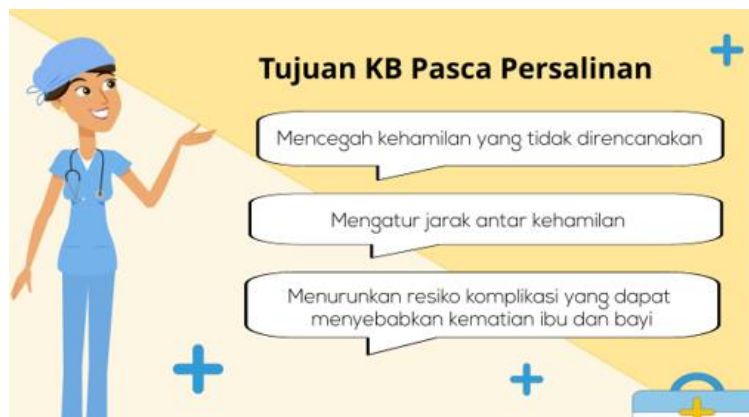 Tujuan KB Pasca Persalinan
Mencegah kehamilan yang tidak direncanakan
Mengatur jarak antar kehamilan
Menurunkan resiko komplikasi yang dapat
menyebabkan kematian ibu dan bayi